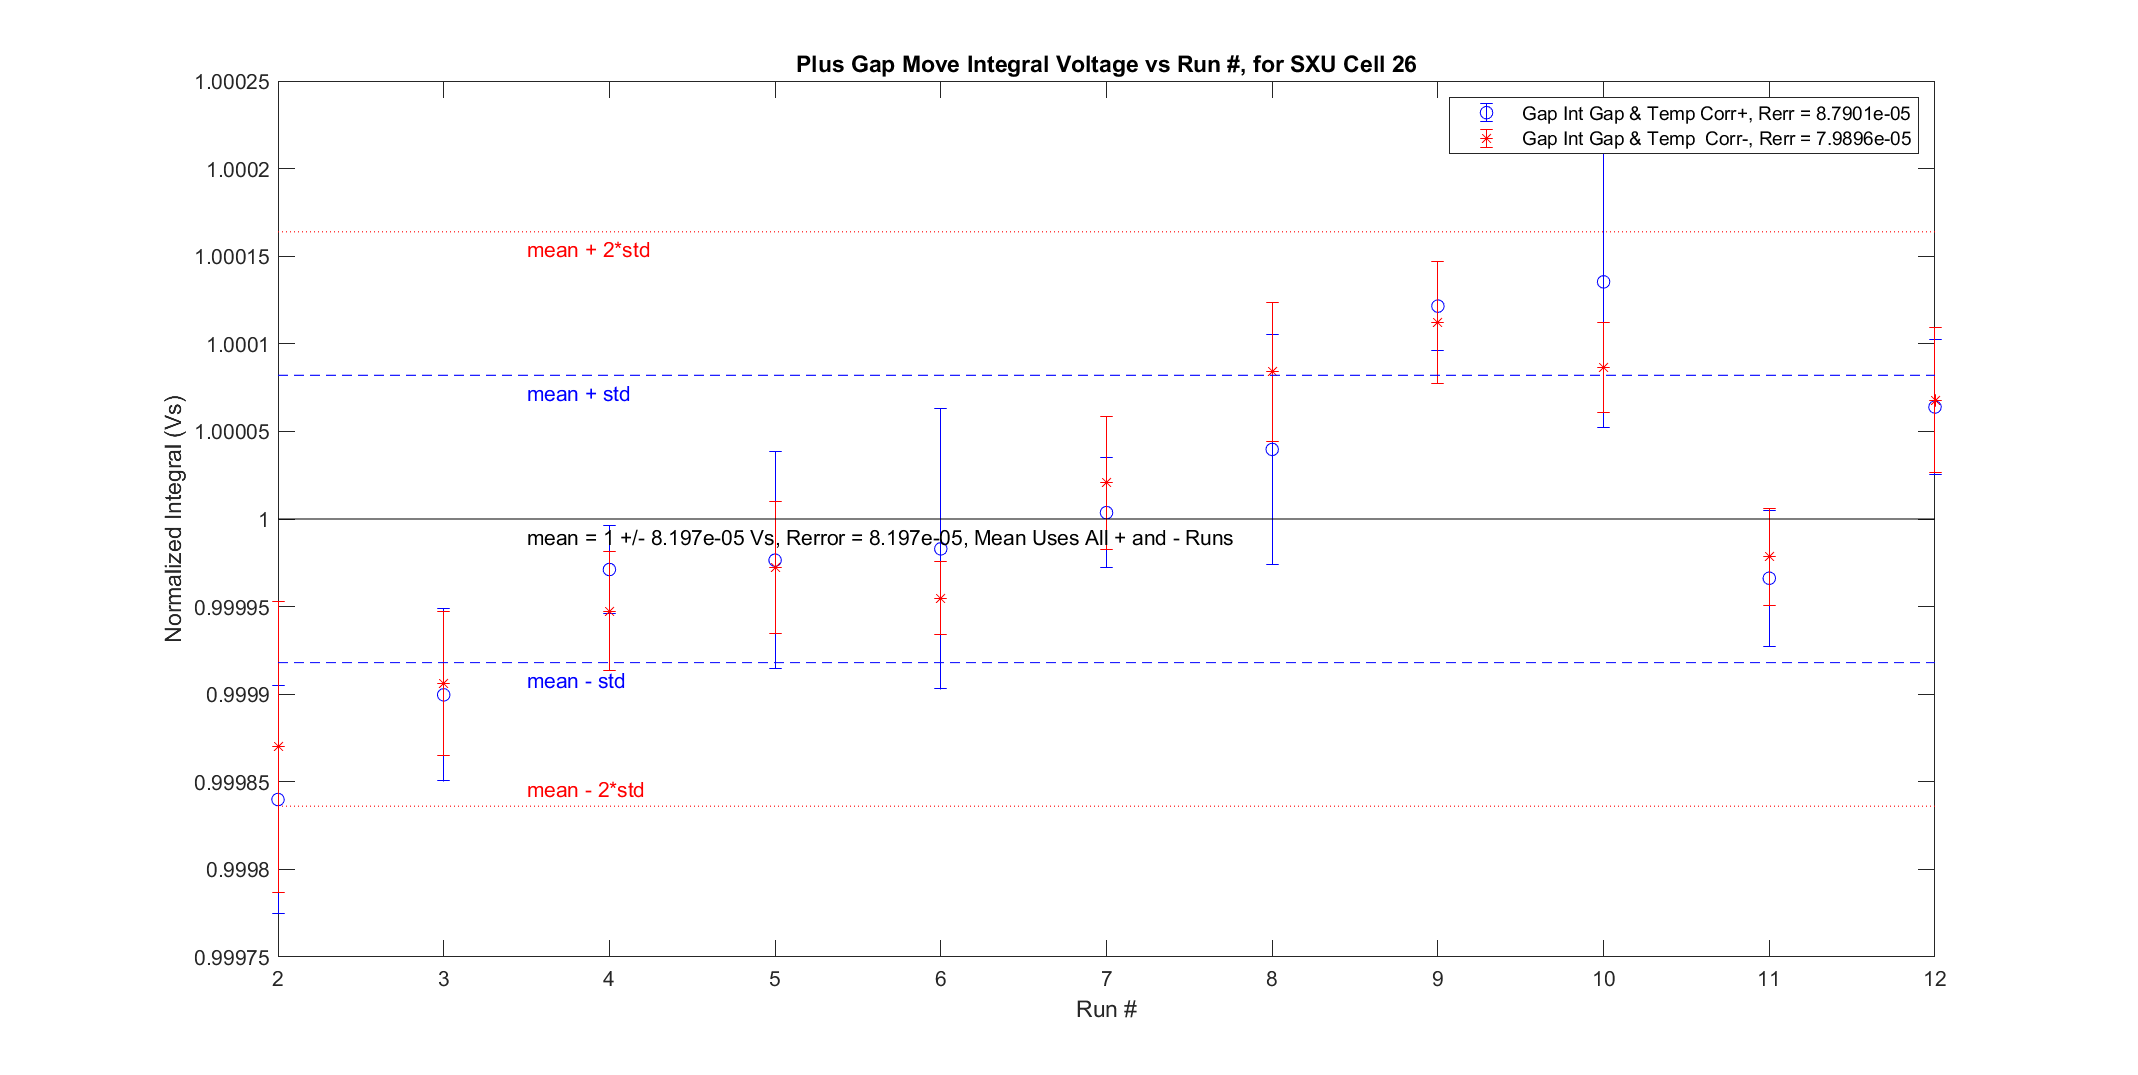 Plus Gap Move Integral Voltage vs Run #, for SXU Cell 26
1.00025
1.0002
1.00015
1.0001
1.00005
1
0.99995
0.9999
0.99985
0.9998
0.99975
Normalized Integral (Vs)
Gap Int Gap & Temp Corr+, Rerr = 8.7901e-05
Gap Int Gap & Temp  Corr-, Rerr = 7.9896e-05
mean + 2*std
mean + std
mean = 1 +/- 8.197e-05 Vs, Rerror = 8.197e-05, Mean Uses All + and - Runs
mean - std
mean - 2*std
2 3 4 5 6 7 8 9 10 11 12
Run #